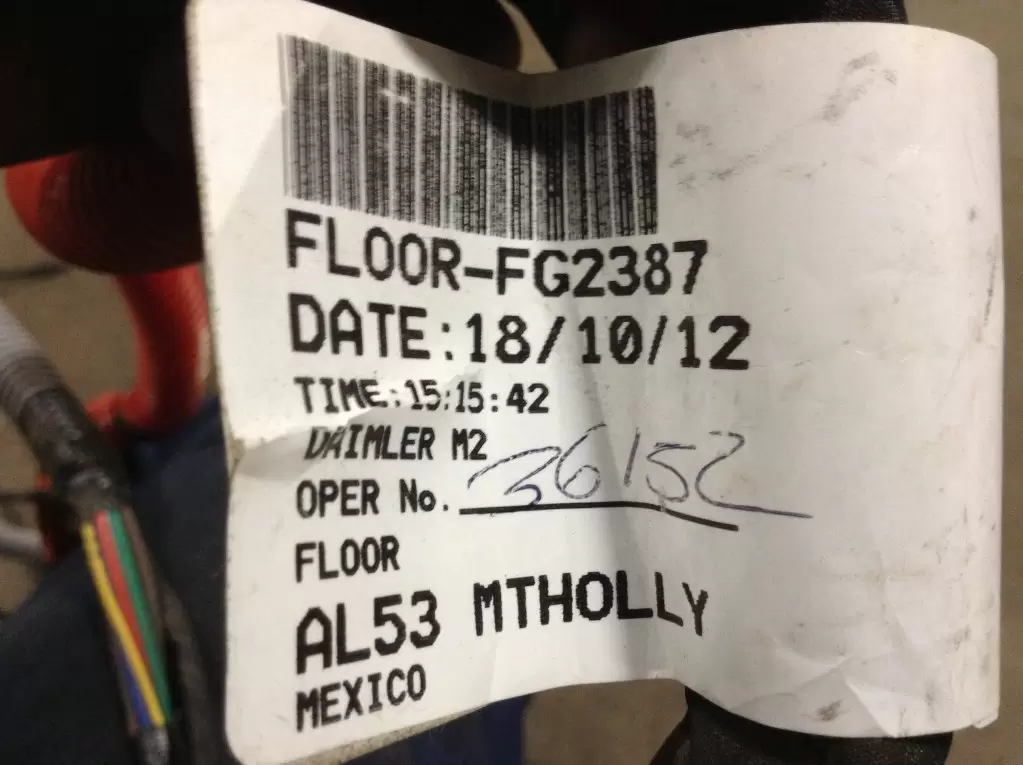 FLOOR-FG2387
DATE:18/10/12
TIME:15:15:42
DAIMLER M2
OPER No. 36152
FLOOR
AL53 MTHOLLY
MEXICO